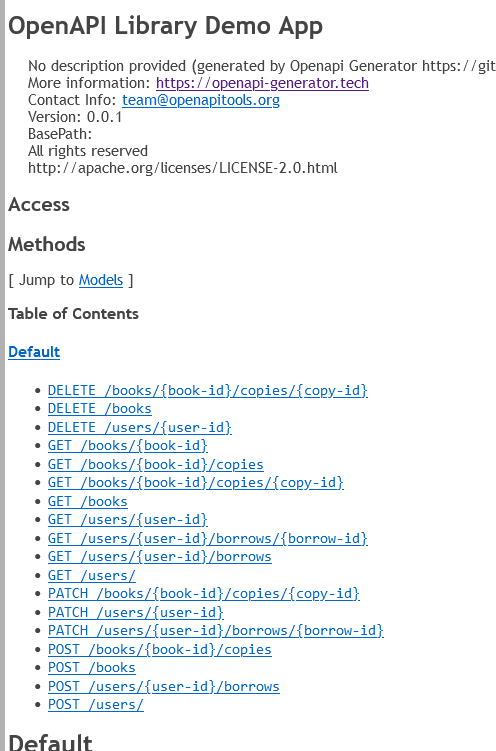 OpenAPI Library Demo App
No description provided (generated by Openapi Generator https://git
More information: https://openapi-generator.tech
Contact Info: team@openapitools.org
Version: 0.0.1
BasePath:
All rights reserved
http://apache.org/licenses/LICENSE-2.0.html
Access
Methods
[ Jump to Models ]
Table of Contents
Default
DELETE /books/{book-id}/copies/{copy-id}
DELETE /books
DELETE /users/{user-id}
GET /books/{book-id}
GET /books/{book-id}/copies
GET /books/{book-id}/copies/{copy-id}
GET /books
GET /users/{user-id}
GET /users/{user-id}/borrows/{borrow-id}
GET /users/{user-id}/borrows
GET /users/
PATCH /books/{book-id}/copies/{copy-id}
PATCH /users/{user-id}
PATCH /users/{user-id}/borrows/{borrow-id}
POST /books/{book-id}/copies
POST /books
POST /users/{user-id}/borrows
POST /users/
Default